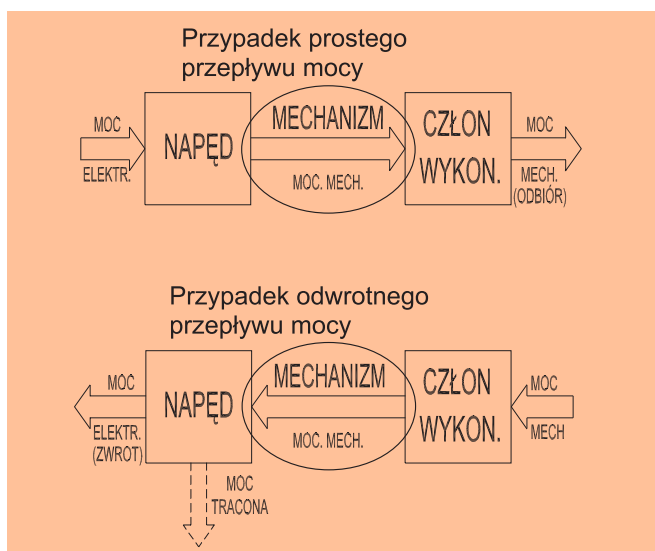 Przypadek prostego
przepływu mocy
MOC
ELEKTR.
NAPĘD
MECHANIZM
MOC. MECH.
CZŁON
WYKON.
MOC
MECH.
(ODBIÓR)
Przypadek odwrotnego
przepływu mocy
MOC
ELEKTR.
(ZWROT)
NAPĘD
MOC
TRACONA
MECHANIZM
MOC. MECH.
CZŁON
WYKON.
MOC
MECH